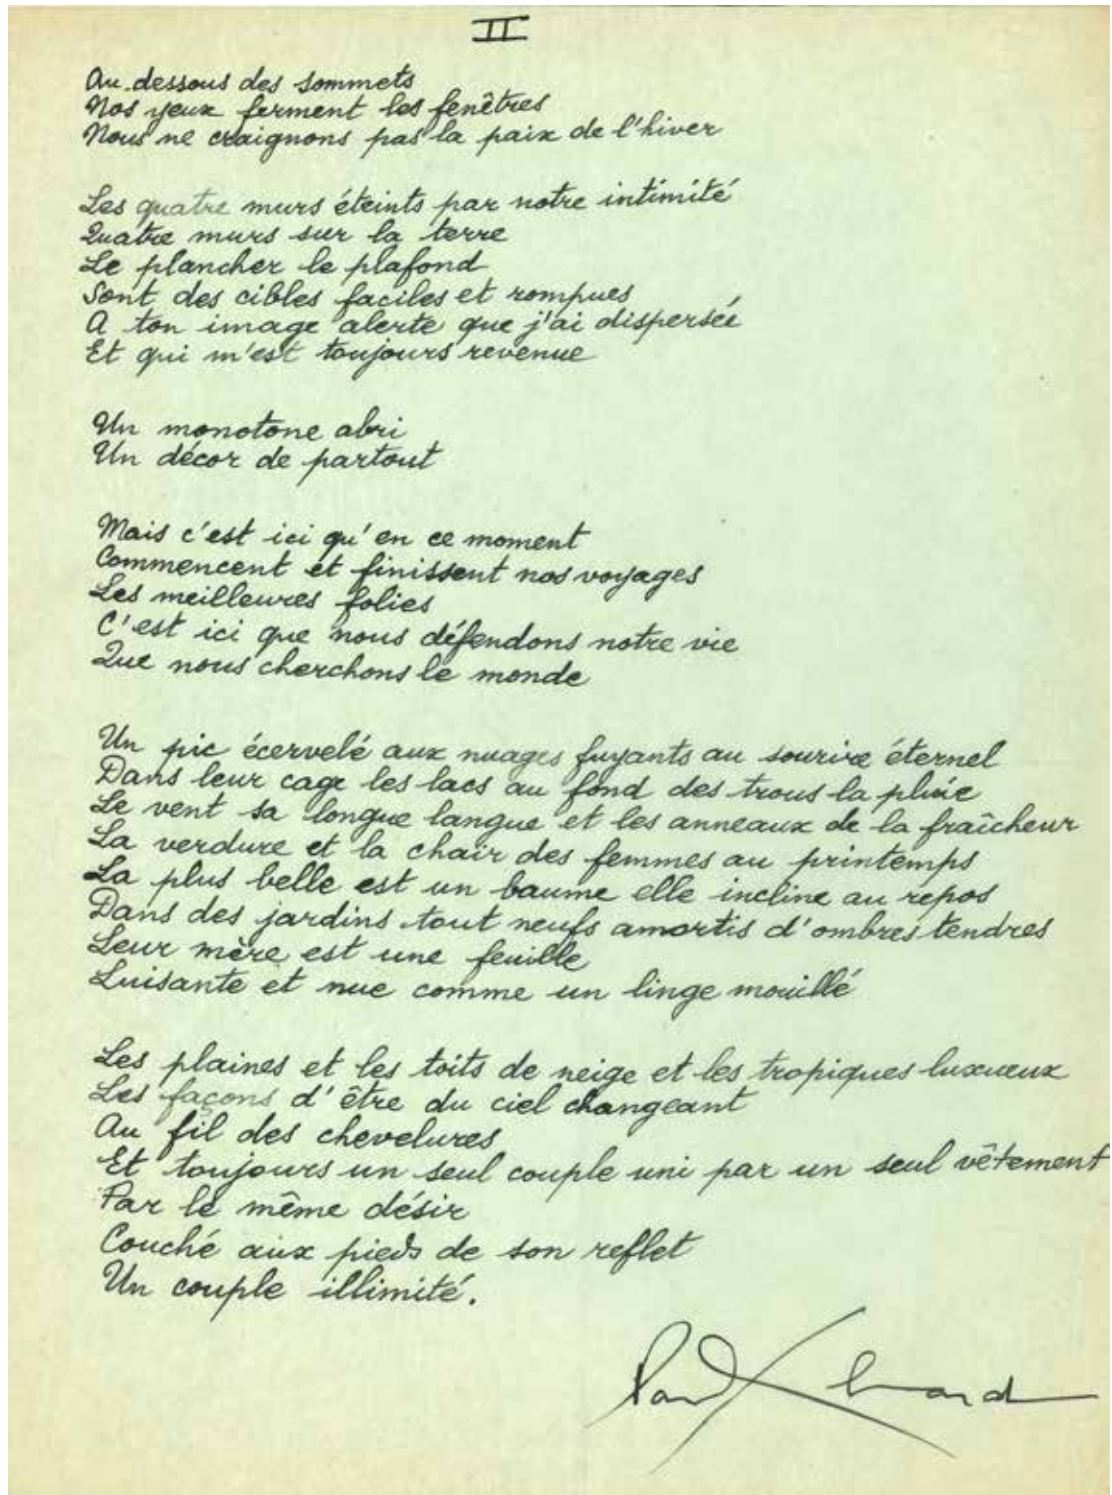 II
Au dessous des sommets
Nos yeux ferment les fenêtres
Nous ne craignons pas la paix de l'hiver
Les quatre murs éteints par notre intimité
Quatre murs sur la terre
Le plancher le plafond
Sont des cibles faciles et rompues
A ton image alerte que j'ai dispersée
Et qui m'est toujours revenue
Un monotone abri
Un décor de partout
Mais c'est ici qu'en ce moment
Commencent et finissent nos voyages
Les meilleures folies
C'est ici que nous défendons notre vie
Que nous cherchons le monde
Un pic écervelé aux nuages fuyants au sourire éternel
Dans leur cage les lacs au fond des trous la pluie
Le vent sa longue langue et les anneaux de la fraîcheur
La verdure et la chair des femmes au printemps
La plus belle est un baume elle incline au repos
Dans des jardins tout neufs amortis d'ombres tendres
Leur mère est une feuille
Luisante et nue comme un linge mouillé
Les plaines et les toits de neige et les tropiques luxueux
Les façons d'être du ciel changeant
Au fil des chevelures
Et toujours un seul couple uni par un seul vêtement
Par le même désir
Couché aux pieds de son reflet
Un couple illimité.
Paul Eluard